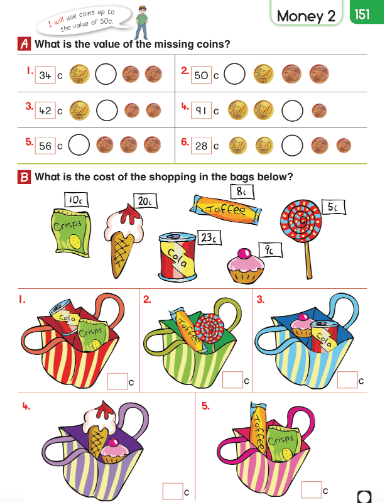 I will use coins up to
the value of 50c.
Money 2
151
A What is the value of the missing coins?
1. 34 c
2. 50 c
3. 42 c
4. 91 c
5. 56 c
6. 28 c
B What is the cost of the shopping in the bags below?
10c
20c
8c
5c
Crisps
Toffee
23c
9c
Cola
1.
2.
3.
Cola
Crisps
Toffee
Cola
c
c
c
4.
5.
Toffee
Crisps
c
c